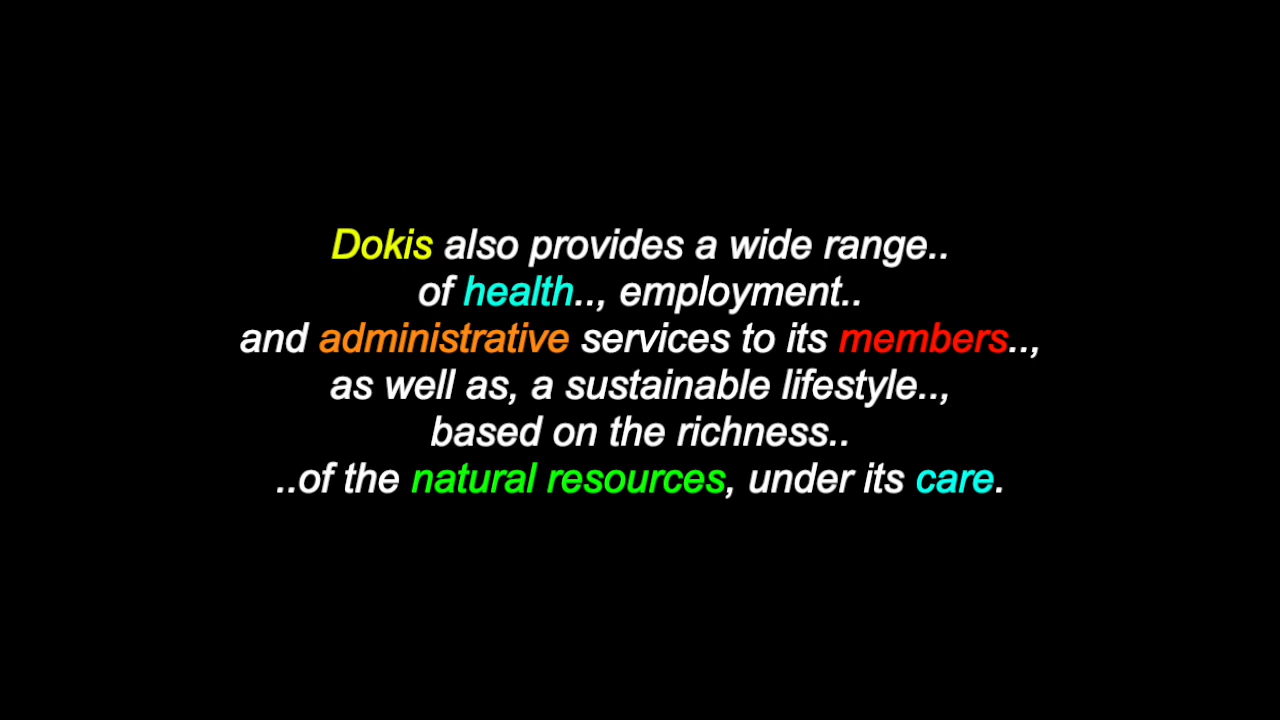 Dokis also provides a wide range..
of health.., employment..
and administrative services to its members..,
as well as, a sustainable lifestyle..,
based on the richness..
..of the natural resources, under its care.